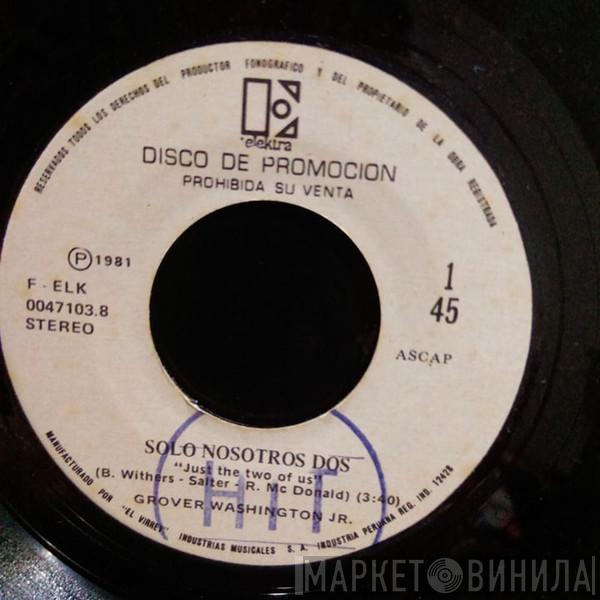 RESERVADOS TODOS LOS DERECHOS DEL PRODUCTOR FONOGRAFICO Y DEL PROPIETARIO DE LA OBRA REGISTRADA
elektra
DISCO DE PROMOCION
PROHIBIDA SU VENTA
Ⓟ 1981
F - ELK
0047103.8
STEREO
1
45
ASCAP
SOLO NOSOTROS DOS
"Just the two of us"
(B. Withers - Salter - R. Mc Donald) (3:40)
GROVER WASHINGTON JR.
HIT
MANUFACTURADO POR "EL VIRREY" INDUSTRIAS MUSICALES S. A. INDUSTRIA PERUANA REG. IND. 12428
МАРКЕТ ВИНИЛА